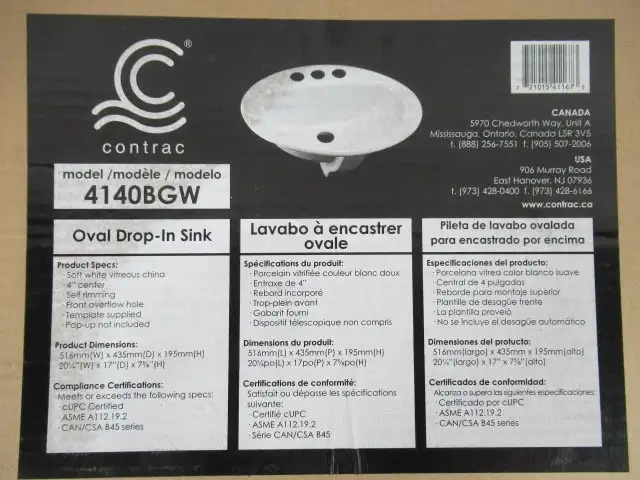 ®
contrac
model /modèle / modelo
4140BGW
CANADA
5970 Chedworth Way, Unit A
Mississauga, Ontario, Canada L5R 3V5
t. (888) 256-7551 f. (905) 507-2006
USA
906 Murray Road
East Hanover, NJ 07936
t. (973) 428-0400 f. (973) 428-6166
www.contrac.ca
Oval Drop-In Sink
Product Specs:
· Soft white vitreous china
· 4" center
· Self rimming
· Front overflow hole
· Template supplied
· Pop-up not included
Product Dimensions:
516mm(W) x 435mm(D) x 195mm(H)
20¼"(W) x 17"(D) x 7⅝"(H)
Compliance Certifications:
Meets or exceeds the following specs:
· cUPC Certified
· ASME A112.19.2
· CAN/CSA B45 series
Lavabo à encastrer
ovale
Spécifications du produit:
· Porcelain vitrifiée couleur blanc doux
· Entraxe de 4"
· Rebord incorporé
· Trop-plein avant
· Gabarit fourni
· Dispositif télescopique non compris
Dimensions du produit:
516mm(L) x 435mm(P) x 195mm(H)
20¼po(L) x 17po(P) x 7⅝po(H)
Certifications de conformité:
Satisfait ou dépasse les spécifications
suivante:
· Certifié cUPC
· ASME A112.19.2
· Série CAN/CSA B45
Pileta de lavabo ovalada
para encastrado por encima
Especificaciones del producto:
· Porcelana vitrea color blanco suave
· Central de 4 pulgadas
· Reborde para montaje superior
· Plantille de desagüe frente
· La plantilla proveió
· No se incluye el desagüe automático
Dimensiones del protucto:
516mm(largo) x 435mm x 195mm(alto)
20¼"(largo) x 17" x 7⅝"(alto)
Certificados de conformidad:
Alcanza o supera las siguientes especificaciones:
· Certificado por cUPC
· ASME A112.19.2
· CAN/CSA B45 series